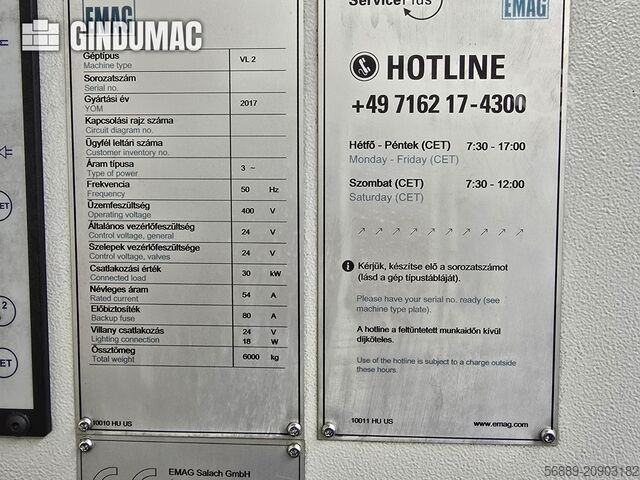 GINDUMAC
EMAG
Géptípus VL 2
Machine type
Sorozatszám
Serial no.
Gyártási év 2017
YOM
Kapcsolási rajz száma
Circuit diagram no.
Ügyfél leltári száma
Customer inventory no.
Áram típusa 3 ~
Type of power
Frekvencia 50 Hz
Frequency
Üzemfeszültség 400 V
Operating voltage
Általános vezérlőfeszültség 24 V
Control voltage, general
Szelepek vezérlőfeszültsége 24 V
Control voltage, valves
Csatlakozási érték 30 kW
Connected load
Névleges áram 54 A
Rated current
Előbiztosíték 80 A
Backup fuse
Villany csatlakozás 24 V
Lighting connection 18 W
Össztömeg 6000 kg
Total weight
10010 HU US
EMAG Salach GmbH
ServicePlus
EMAG
HOTLINE
+49 7162 17-4300
Hétfő - Péntek (CET) 7:30 - 17:00
Monday - Friday (CET)
Szombat (CET) 7:30 - 12:00
Saturday (CET)
Kérjük, készítse elő a sorozatszámot
(lásd a gép típustábláját).
Please have your serial no. ready (see
machine type plate).
A hotline a feltüntetett munkaidőn kívül
díjköteles.
Use of the hotline is subject to a charge outside
these hours.
10011 HU US www.emag.com
56889-20903182